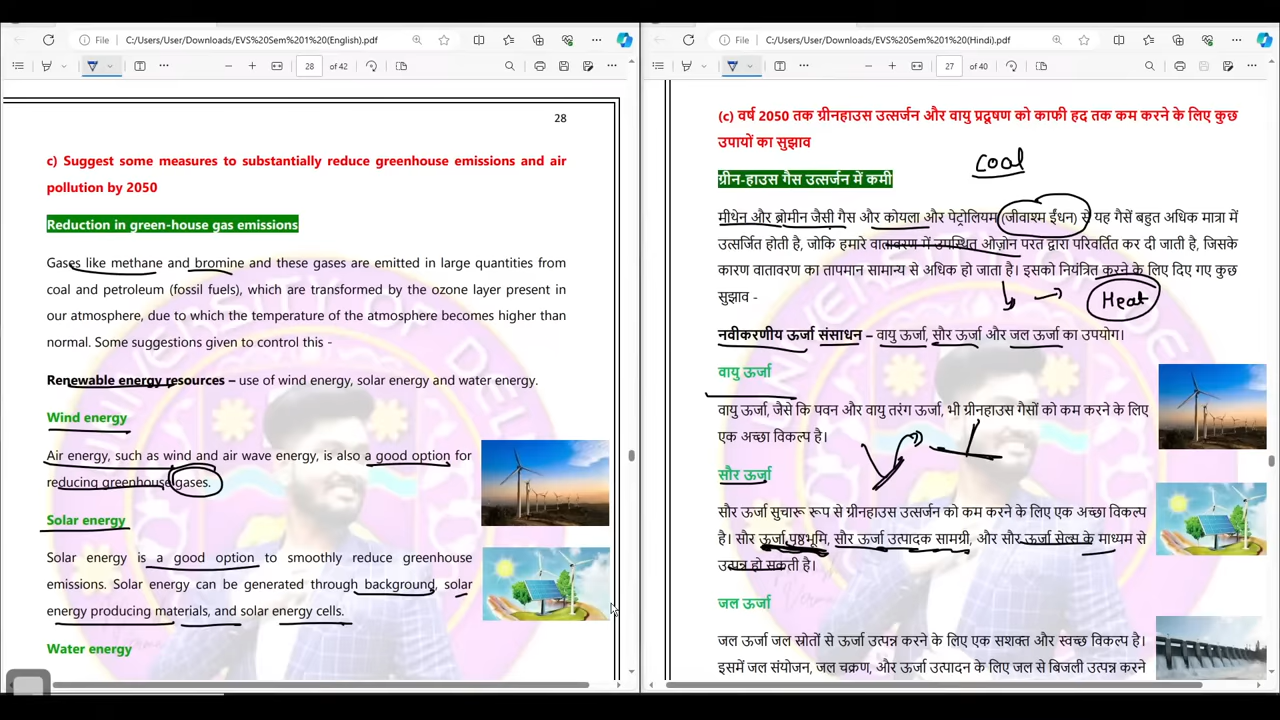 File
C:/Users/User/Downloads/EVS%20Sem%201%20(English).pdf
28 of 42
28
c) Suggest some measures to substantially reduce greenhouse emissions and air
pollution by 2050
Reduction in green-house gas emissions
Gases like methane and bromine and these gases are emitted in large quantities from
coal and petroleum (fossil fuels), which are transformed by the ozone layer present in
our atmosphere, due to which the temperature of the atmosphere becomes higher than
normal. Some suggestions given to control this -
Renewable energy resources – use of wind energy, solar energy and water energy.
Wind energy
Air energy, such as wind and air wave energy, is also a good option for
reducing greenhouse gases.
Solar energy
Solar energy is a good option to smoothly reduce greenhouse
emissions. Solar energy can be generated through background, solar
energy producing materials, and solar energy cells.
Water energy
File
C:/Users/User/Downloads/EVS%20Sem%201%20(Hindi).pdf
27 of 40
(c) वर्ष 2050 तक ग्रीनहाउस उत्सर्जन और वायु प्रदूषण को काफी हद तक कम करने के लिए कुछ
उपायों का सुझाव
coal
ग्रीन-हाउस गैस उत्सर्जन में कमी
मीथेन और ब्रोमीन जैसी गैस और कोयला और पेट्रोलियम (जीवाश्म ईंधन) से यह गैसें बहुत अधिक मात्रा में
उत्सर्जित होती है, जोकि हमारे वातावरण में उपस्थित ओज़ोन परत द्वारा परिवर्तित कर दी जाती है, जिसके
कारण वातावरण का तापमान सामान्य से अधिक हो जाता है। इसको नियंत्रित करने के लिए दिए गए कुछ
सुझाव -
Heat
नवीकरणीय ऊर्जा संसाधन – वायु ऊर्जा, सौर ऊर्जा और जल ऊर्जा का उपयोग।
वायु ऊर्जा
वायु ऊर्जा, जैसे कि पवन और वायु तरंग ऊर्जा, भी ग्रीनहाउस गैसों को कम करने के लिए
एक अच्छा विकल्प है।
सौर ऊर्जा
सौर ऊर्जा सुचारू रूप से ग्रीनहाउस उत्सर्जन को कम करने के लिए एक अच्छा विकल्प
है। सौर ऊर्जा पृष्ठभूमि, सौर ऊर्जा उत्पादक सामग्री, और सौर ऊर्जा सेल्स के माध्यम से
उत्पन्न हो सकती है।
जल ऊर्जा
जल ऊर्जा जल स्रोतों से ऊर्जा उत्पन्न करने के लिए एक सशक्त और स्वच्छ विकल्प है।
इसमें जल संयोजन, जल चक्रण, और ऊर्जा उत्पादन के लिए जल से बिजली उत्पन्न करने